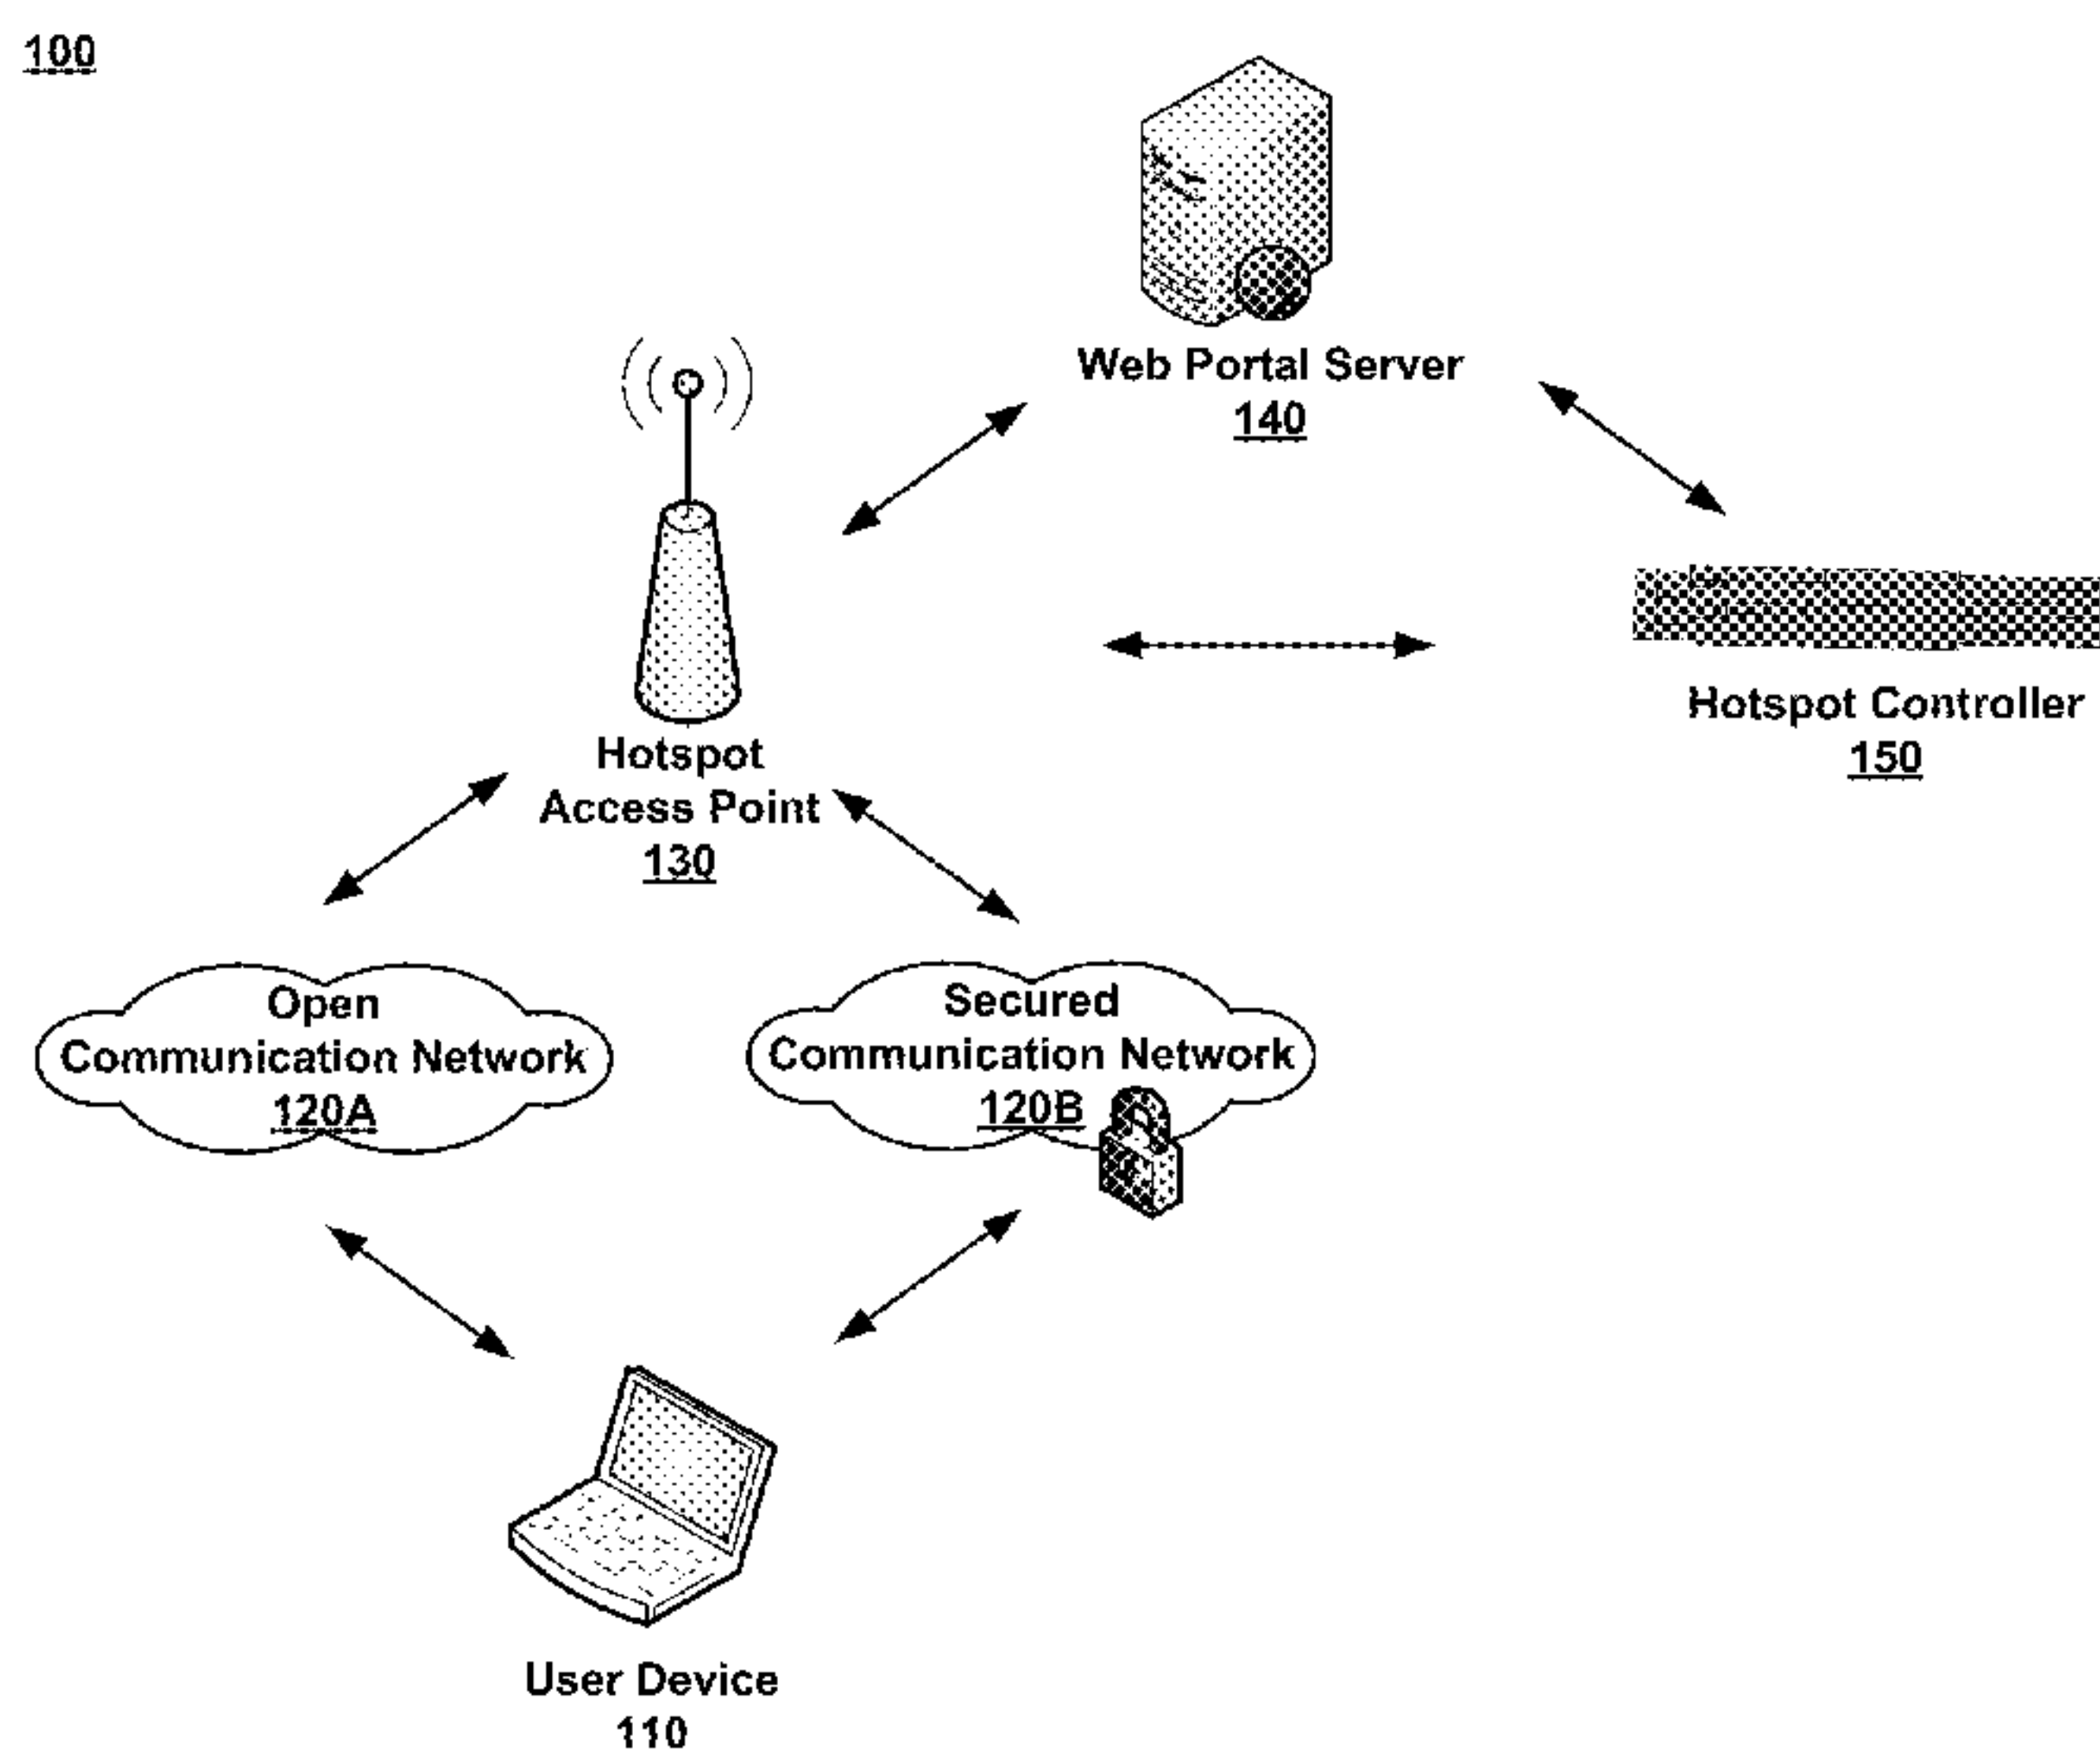 100
Web Portal Server
140
Hotspot
Access Point
130
Hotspot Controller
150
Open
Communication Network
120A
Secured
Communication Network
120B
User Device
110